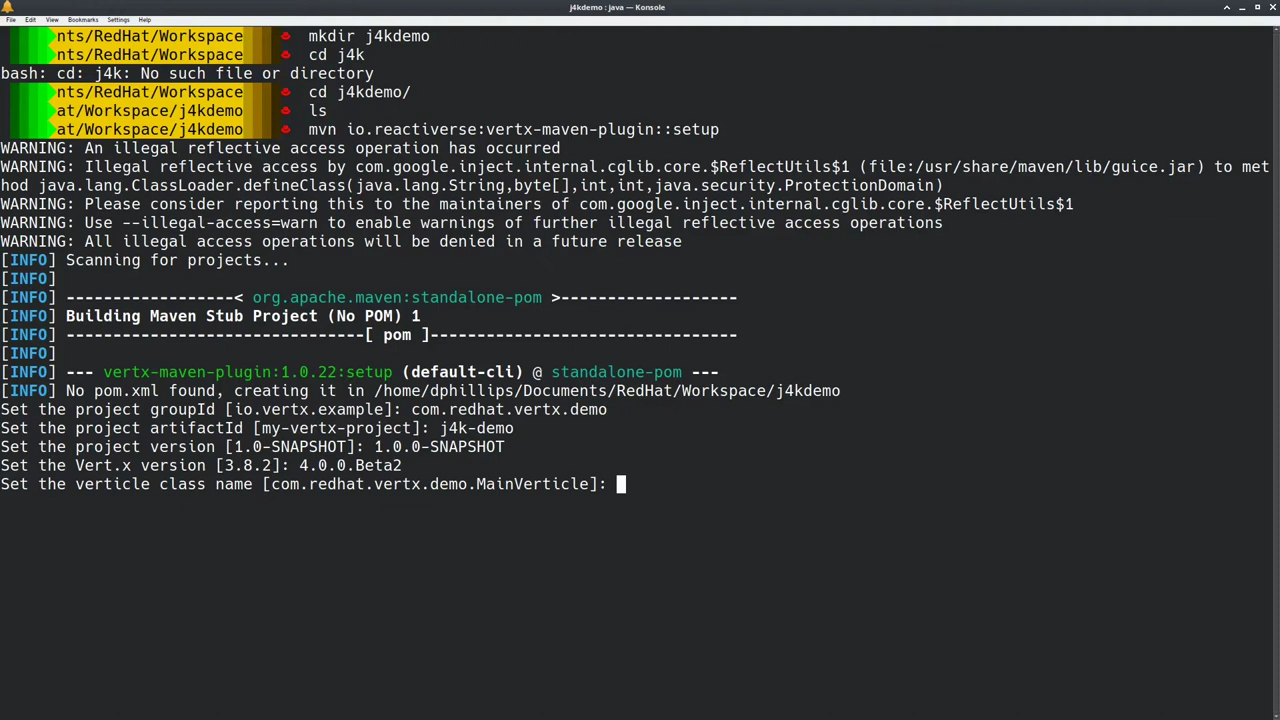 j4kdemo : java — Konsole
File Edit View Bookmarks Settings Help
nts/RedHat/Workspace mkdir j4kdemo
nts/RedHat/Workspace cd j4k
bash: cd: j4k: No such file or directory
nts/RedHat/Workspace cd j4kdemo/
at/Workspace/j4kdemo ls
at/Workspace/j4kdemo mvn io.reactiverse:vertx-maven-plugin::setup
WARNING: An illegal reflective access operation has occurred
WARNING: Illegal reflective access by com.google.inject.internal.cglib.core.$ReflectUtils$1 (file:/usr/share/maven/lib/guice.jar) to met
hod java.lang.ClassLoader.defineClass(java.lang.String,byte[],int,int,java.security.ProtectionDomain)
WARNING: Please consider reporting this to the maintainers of com.google.inject.internal.cglib.core.$ReflectUtils$1
WARNING: Use --illegal-access=warn to enable warnings of further illegal reflective access operations
WARNING: All illegal access operations will be denied in a future release
[INFO] Scanning for projects...
[INFO]
[INFO] ------------------< org.apache.maven:standalone-pom >-------------------
[INFO] Building Maven Stub Project (No POM) 1
[INFO] --------------------------------[ pom ]---------------------------------
[INFO]
[INFO] --- vertx-maven-plugin:1.0.22:setup (default-cli) @ standalone-pom ---
[INFO] No pom.xml found, creating it in /home/dphillips/Documents/RedHat/Workspace/j4kdemo
Set the project groupId [io.vertx.example]: com.redhat.vertx.demo
Set the project artifactId [my-vertx-project]: j4k-demo
Set the project version [1.0-SNAPSHOT]: 1.0.0-SNAPSHOT
Set the Vert.x version [3.8.2]: 4.0.0.Beta2
Set the verticle class name [com.redhat.vertx.demo.MainVerticle]: